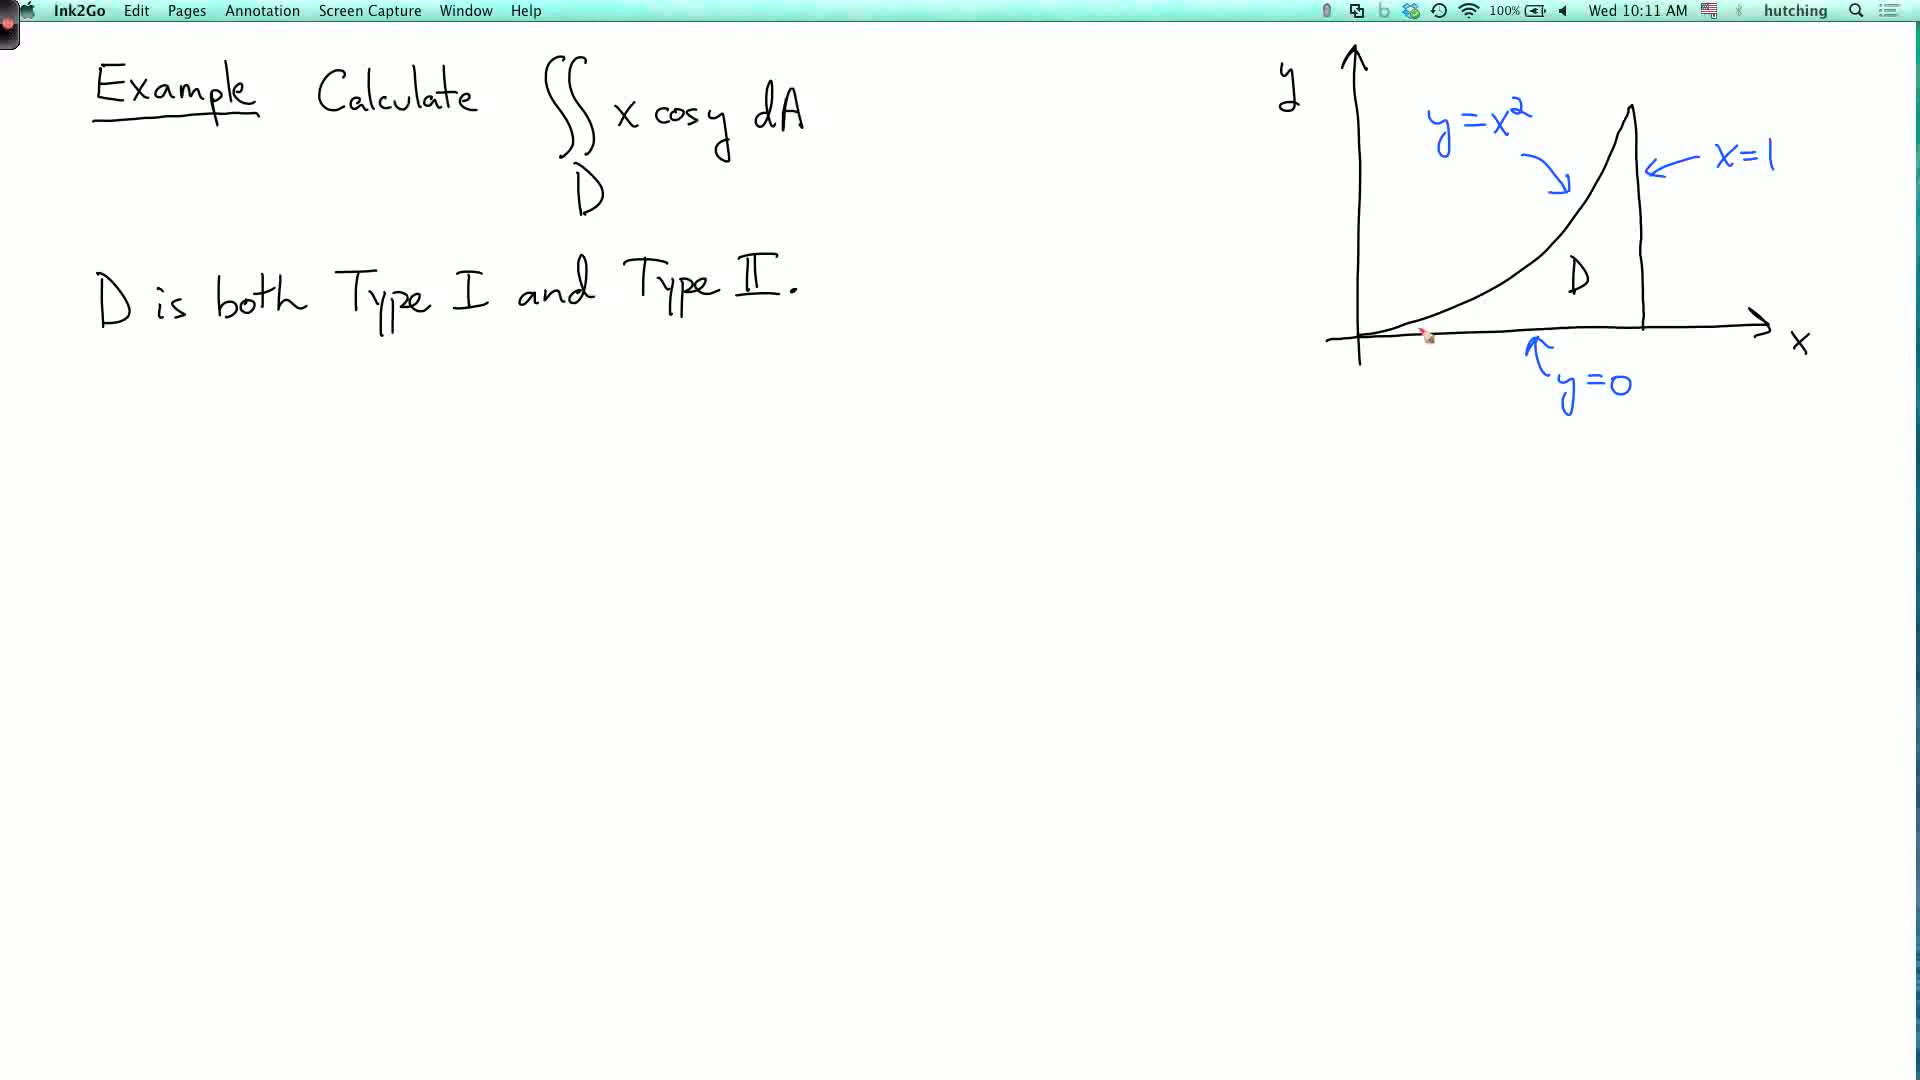 Ink2Go Edit Pages Annotation Screen Capture Window Help 100% Wed 10:11 AM hutching
Example Calculate ∬ x cos y dA
D
D is both Type I and Type II.
y
y = x²
x = 1
D
x
y = 0